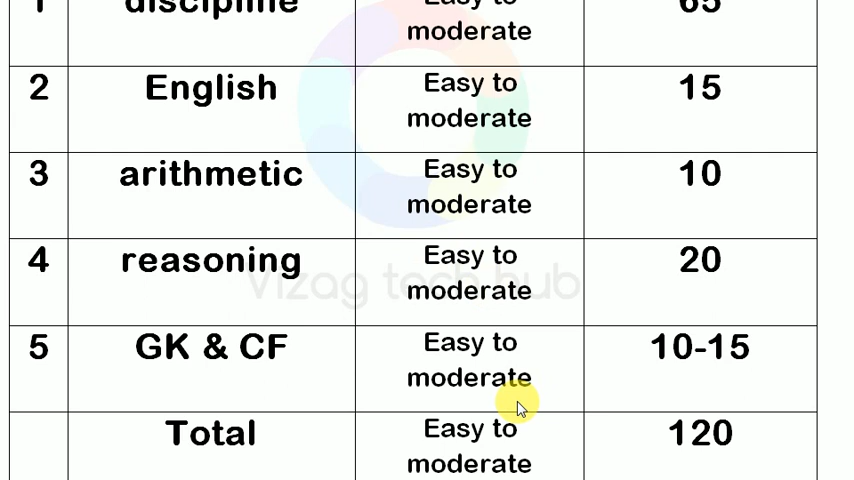 1 discipline Easy to 65
moderate
2 English Easy to 15
moderate
3 arithmetic Easy to 10
moderate
4 reasoning Easy to 20
moderate
5 GK & CF Easy to 10-15
moderate
Total Easy to 120
moderate
Vizag tech hub